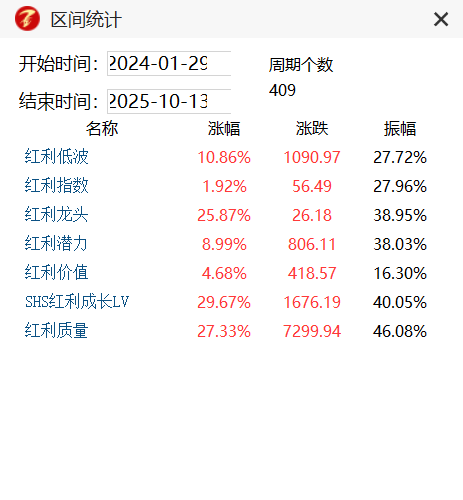 区间统计
开始时间: 2024-01-29 周期个数
409
结束时间: 2025-10-13
名称 涨幅 涨跌 振幅
红利低波 10.86% 1090.97 27.72%
红利指数 1.92% 56.49 27.96%
红利龙头 25.87% 26.18 38.95%
红利潜力 8.99% 806.11 38.03%
红利价值 4.68% 418.57 16.30%
SHS红利成长LV 29.67% 1676.19 40.05%
红利质量 27.33% 7299.94 46.08%